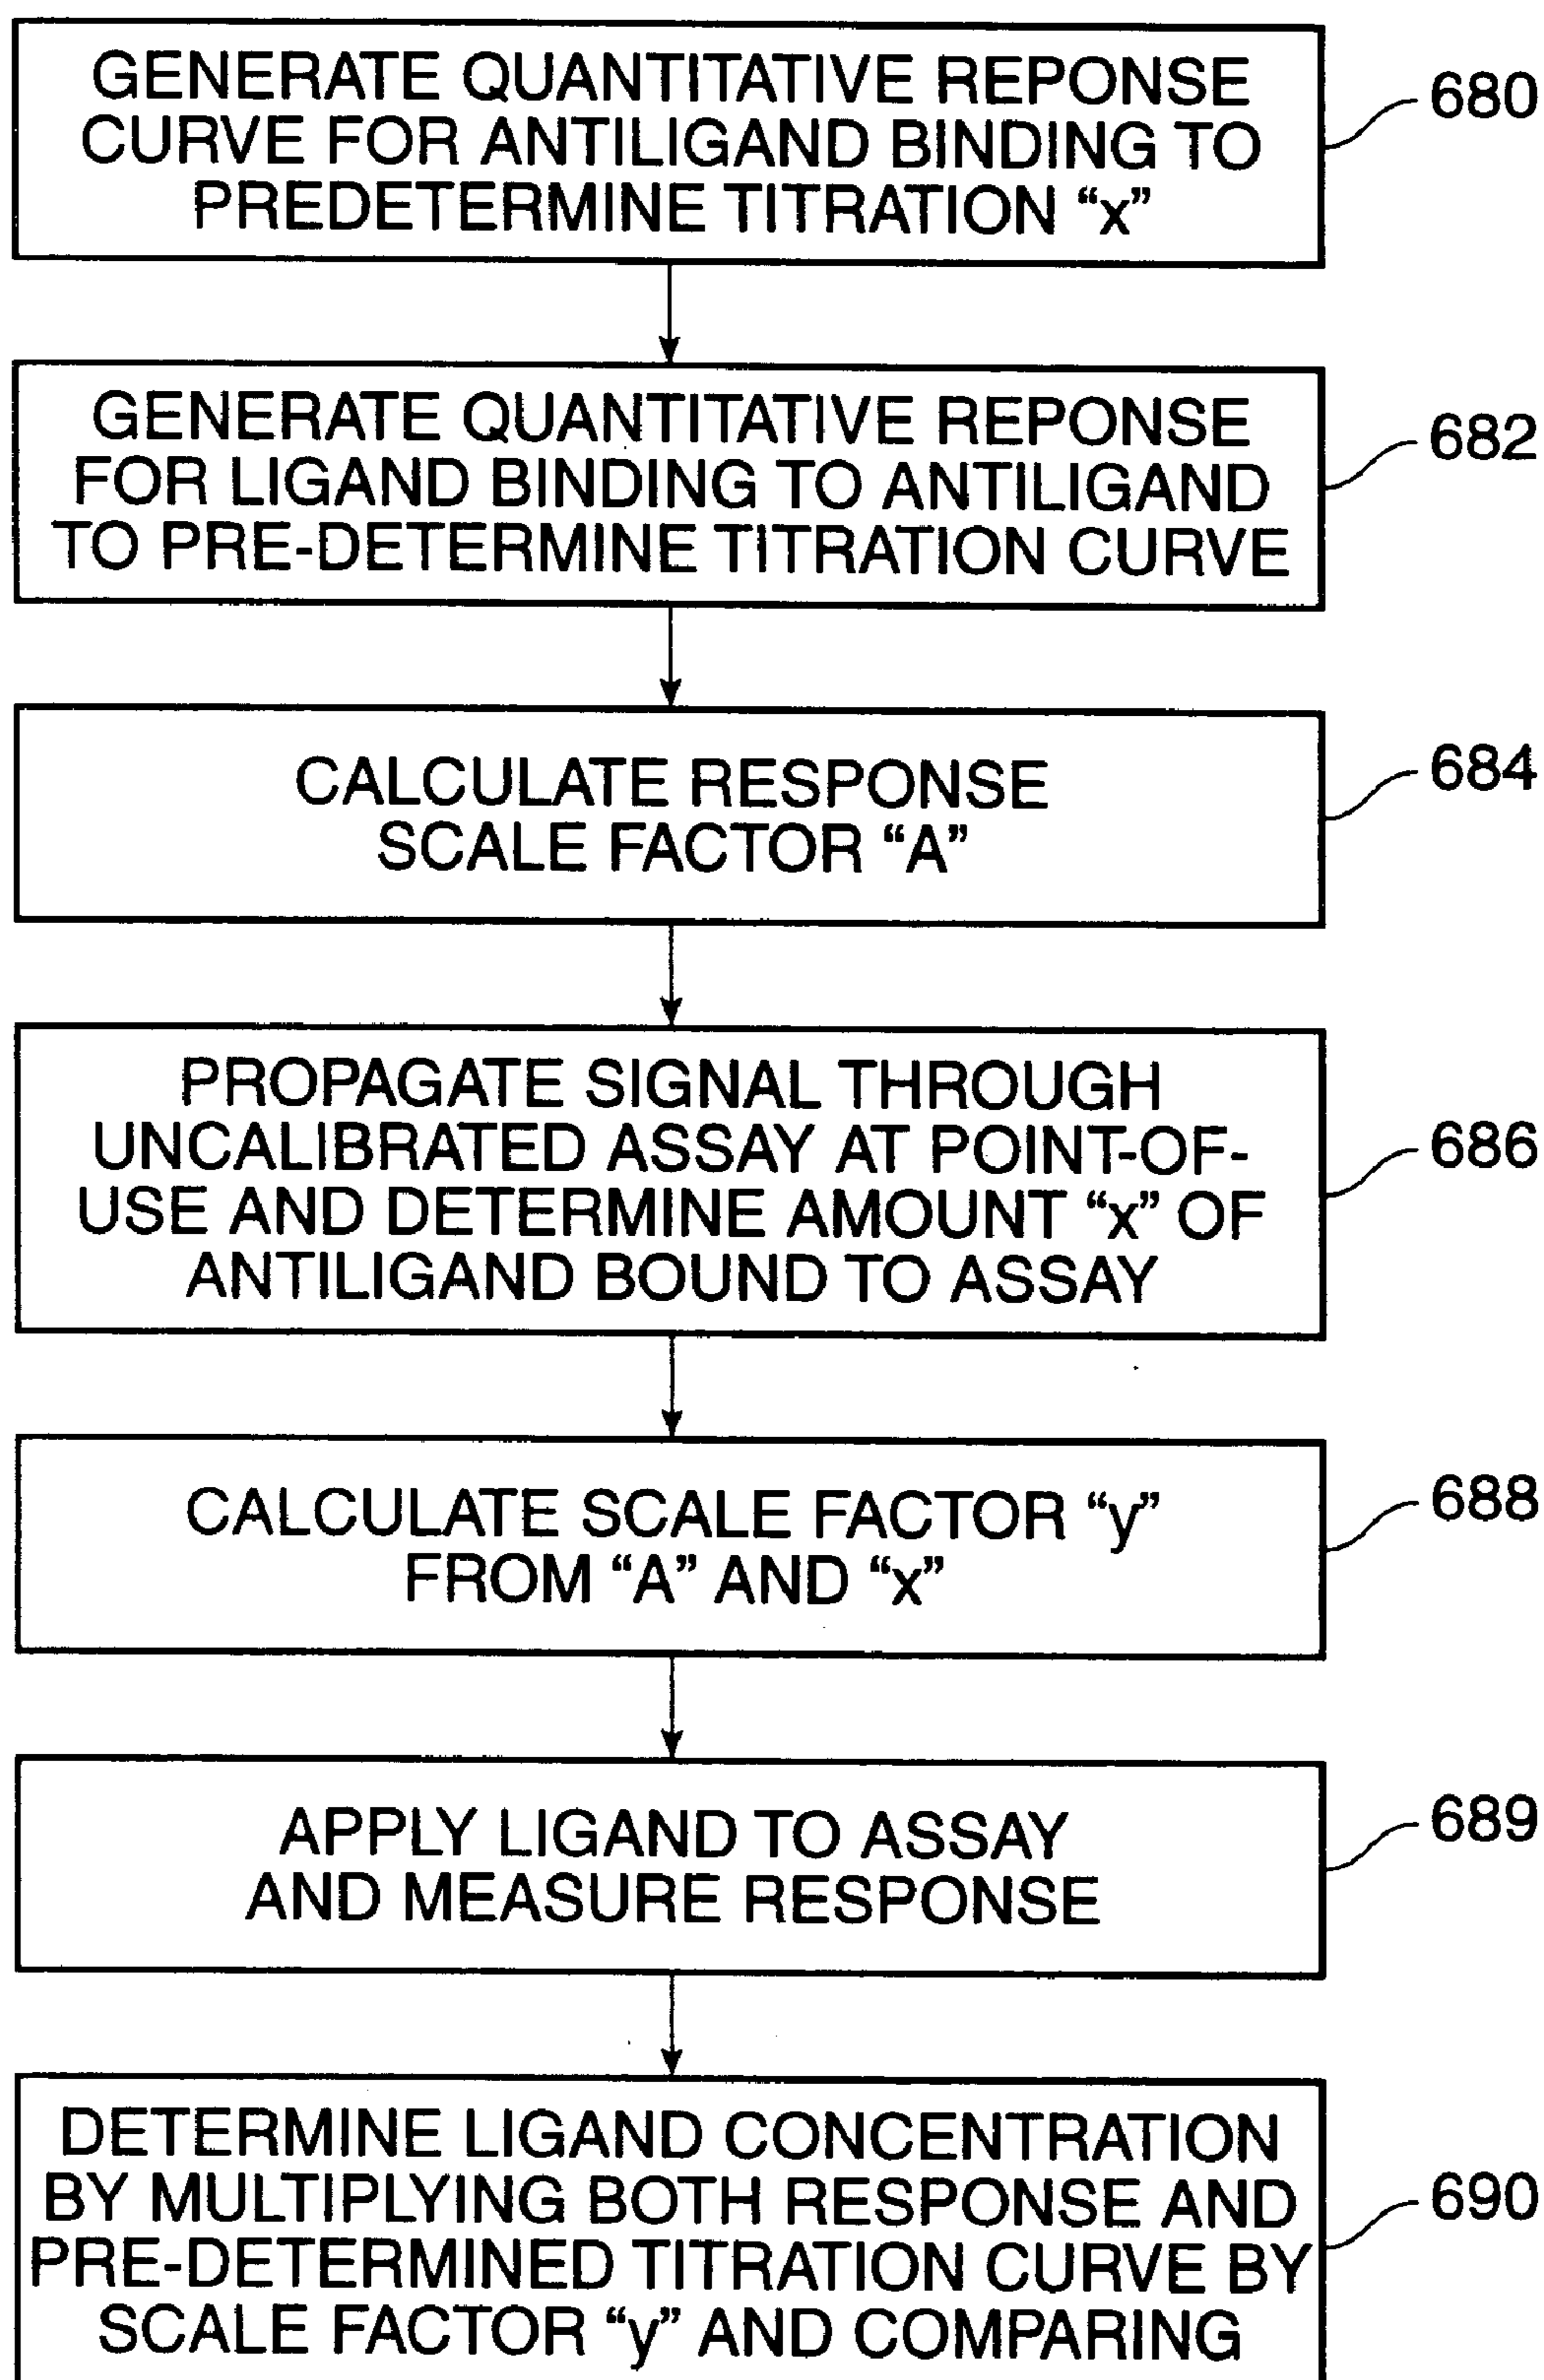 GENERATE QUANTITATIVE REPONSE
CURVE FOR ANTILIGAND BINDING TO
PREDETERMINE TITRATION “x”
680
GENERATE QUANTITATIVE REPONSE
FOR LIGAND BINDING TO ANTILIGAND
TO PRE-DETERMINE TITRATION CURVE
682
CALCULATE RESPONSE
SCALE FACTOR “A”
684
PROPAGATE SIGNAL THROUGH
UNCALIBRATED ASSAY AT POINT-OF-
USE AND DETERMINE AMOUNT “x” OF
ANTILIGAND BOUND TO ASSAY
686
CALCULATE SCALE FACTOR “y”
FROM “A” AND “x”
688
APPLY LIGAND TO ASSAY
AND MEASURE RESPONSE
689
DETERMINE LIGAND CONCENTRATION
BY MULTIPLYING BOTH RESPONSE AND
PRE-DETERMINED TITRATION CURVE BY
SCALE FACTOR “y” AND COMPARING
690